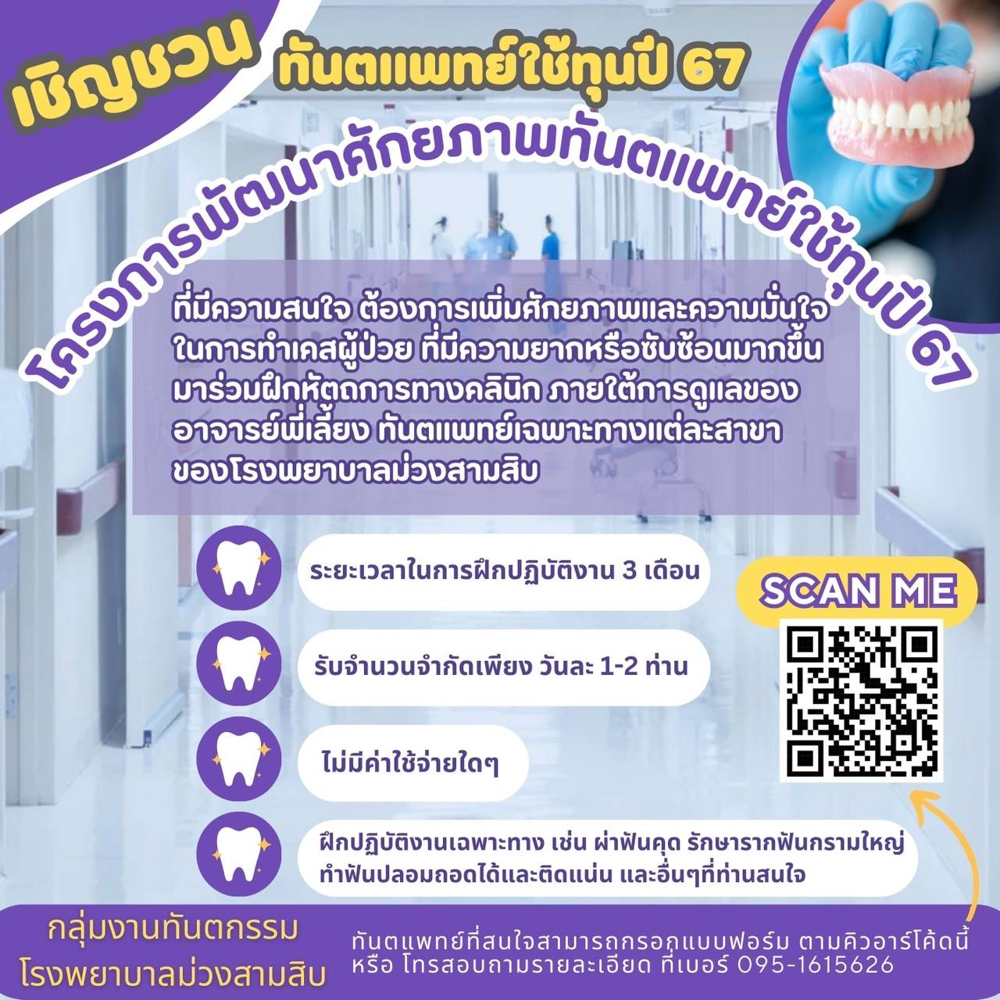 เชิญชวน
ทันตแพทย์ใช้ทุนปี 67
โครงการพัฒนาศักยภาพทันตแพทย์ใช้ทุนปี 67
ที่มีความสนใจ ต้องการเพิ่มศักยภาพและความมั่นใจ
ในการทำเคสผู้ป่วย ที่มีความยากหรือซับซ้อนมากขึ้น
มาร่วมฝึกหัตถการทางคลินิก ภายใต้การดูแลของ
อาจารย์พี่เลี้ยง ทันตแพทย์เฉพาะทางแต่ละสาขา
ของโรงพยาบาลม่วงสามสิบ
ระยะเวลาในการฝึกปฏิบัติงาน 3 เดือน
SCAN ME
รับจำนวนจำกัดเพียง วันละ 1-2 ท่าน
ไม่มีค่าใช้จ่ายใดๆ
ฝึกปฏิบัติงานเฉพาะทาง เช่น ผ่าฟันคุด รักษารากฟันกรามใหญ่
ทำฟันปลอมถอดได้และติดแน่น และอื่นๆที่ท่านสนใจ
กลุ่มงานทันตกรรม
โรงพยาบาลม่วงสามสิบ
ทันตแพทย์ที่สนใจสามารถกรอกแบบฟอร์ม ตามคิวอาร์โค้ดนี้
หรือ โทรสอบถามรายละเอียด ที่เบอร์ 095-1615626